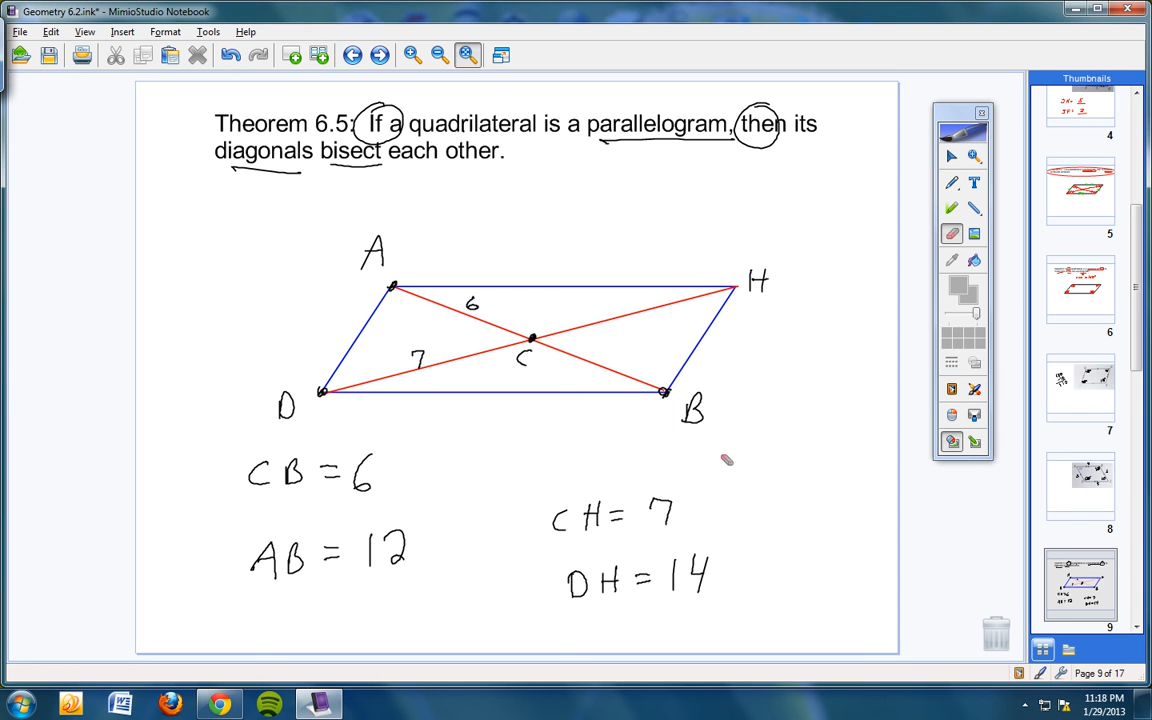 Geometry 6.2.ink* - MimioStudio Notebook
File Edit View Insert Format Tools Help
Theorem 6.5: If a quadrilateral is a parallelogram, then its
diagonals bisect each other.
A
H
6
7
C
D
B
CB = 6
CH = 7
AB = 12
DH = 14
Thumbnails
4
5
6
7
8
9
Page 9 of 17
11:18 PM
1/29/2013